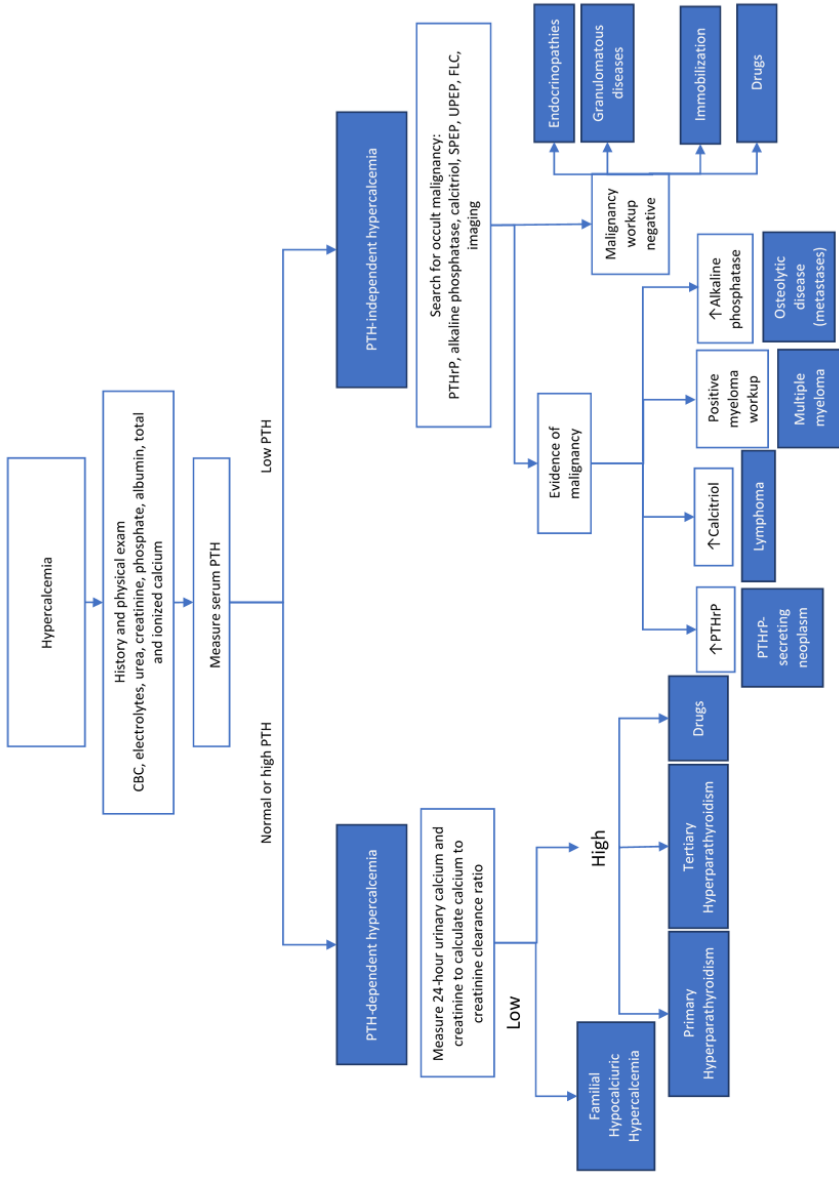 Hypercalcemia
History and physical exam
CBC, electrolytes, urea, creatinine, phosphate, albumin, total
and ionized calcium
Measure serum PTH
Normal or high PTH
Low PTH
PTH-dependent hypercalcemia
Measure 24-hour urinary calcium and
creatinine to calculate calcium to
creatinine clearance ratio
Low
High
Familial
Hypocalciuric
Hypercalcemia
Primary
Hyperparathyroidism
Tertiary
Hyperparathyroidism
Drugs
PTH-independent hypercalcemia
Search for occult malignancy:
PTHrP, alkaline phosphatase, calcitriol, SPEP, UPEP, FLC,
imaging
Evidence of
malignancy
↑PTHrP
PTHrP-
secreting
neoplasm
↑Calcitriol
Lymphoma
Positive
myeloma
workup
Multiple
myeloma
↑Alkaline
phosphatase
Osteolytic
disease
(metastases)
Malignancy
workup
negative
Endocrinopathies
Granulomatous
diseases
Immobilization
Drugs